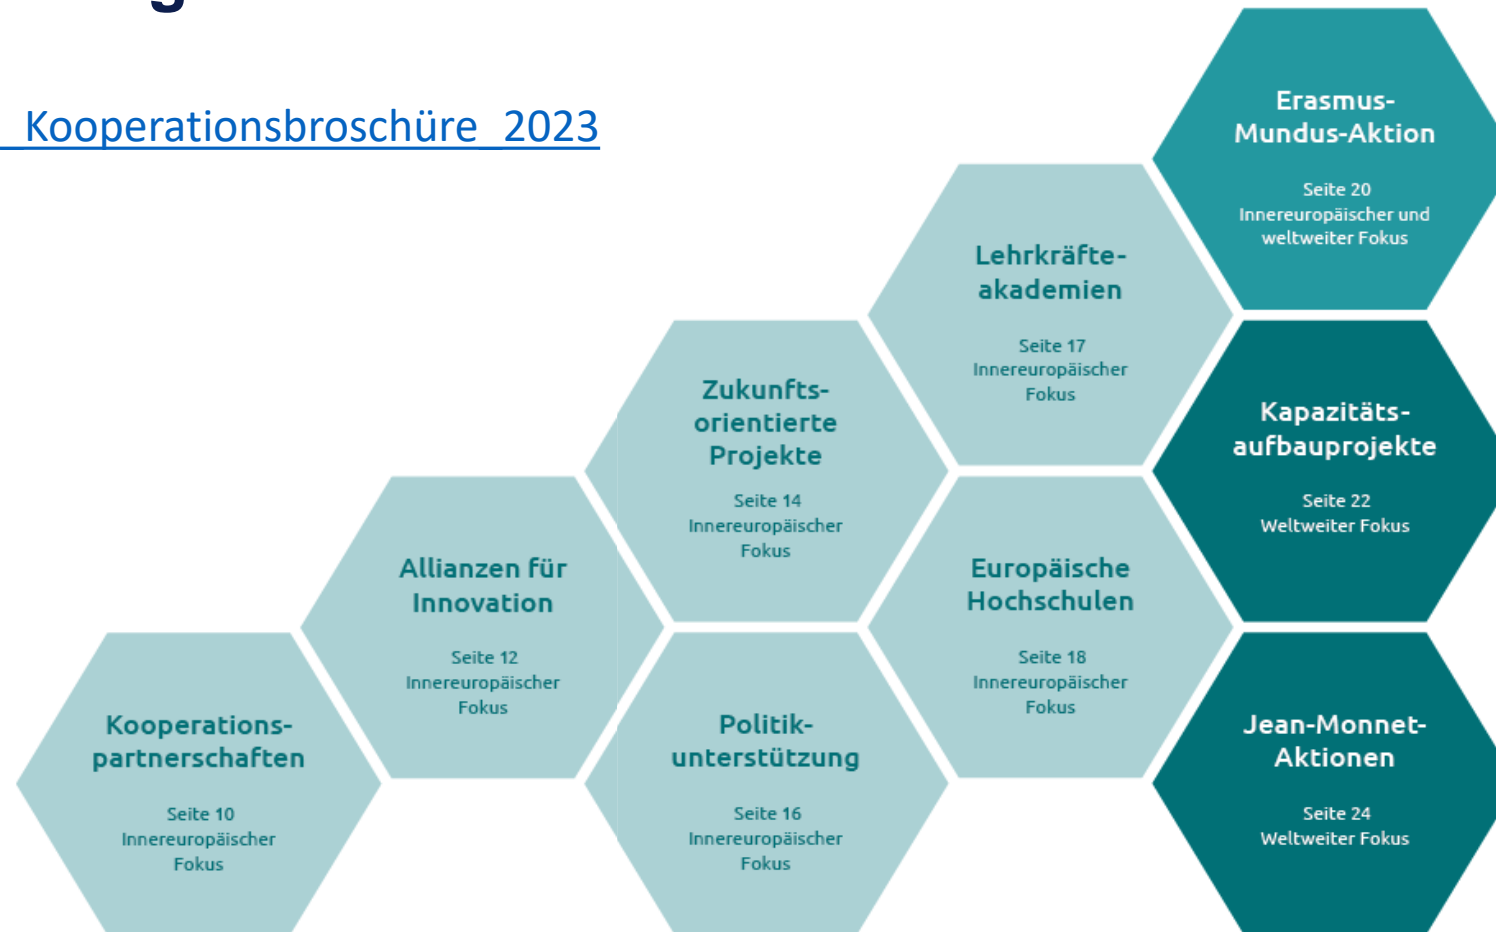 Kooperationsbroschüre 2023
Erasmus-
Mundus-Aktion
Seite 20
Innereuropäischer und
weltweiter Fokus
Lehrkräfte-
akademien
Seite 17
Innereuropäischer
Fokus
Zukunfts-
orientierte
Projekte
Seite 14
Innereuropäischer
Fokus
Kapazitäts-
aufbauprojekte
Seite 22
Weltweiter Fokus
Allianzen für
Innovation
Seite 12
Innereuropäischer
Fokus
Europäische
Hochschulen
Seite 18
Innereuropäischer
Fokus
Kooperations-
partnerschaften
Seite 10
Innereuropäischer
Fokus
Politik-
unterstützung
Seite 16
Innereuropäischer
Fokus
Jean-Monnet-
Aktionen
Seite 24
Weltweiter Fokus